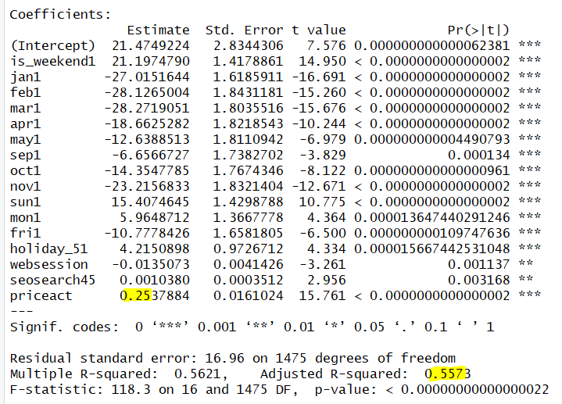 Coefficients:
Estimate Std. Error t value Pr(>|t|)
(Intercept) 21.4749224 2.8344306 7.576 0.000000000000062381 ***
is_weekend1 21.1974790 1.4178861 14.950 < 0.0000000000000002 ***
jan1 -27.0151644 1.6185911 -16.691 < 0.0000000000000002 ***
feb1 -28.1265004 1.8431181 -15.260 < 0.0000000000000002 ***
mar1 -28.2719051 1.8035516 -15.676 < 0.0000000000000002 ***
apr1 -18.6625282 1.8218543 -10.244 < 0.0000000000000002 ***
may1 -12.6388513 1.8110942 -6.979 0.000000000004490793 ***
sep1 -6.6566727 1.7382702 -3.829 0.000134 ***
oct1 -14.3547785 1.7674346 -8.122 0.000000000000000961 ***
nov1 -23.2156833 1.8321404 -12.671 < 0.0000000000000002 ***
sun1 15.4074645 1.4298788 10.775 < 0.0000000000000002 ***
mon1 5.9648712 1.3667778 4.364 0.000013647440291246 ***
fri1 -10.7778426 1.6581805 -6.500 0.000000000109747636 ***
holiday_51 4.2150898 0.9726712 4.334 0.000015667442531048 ***
websession -0.0135073 0.0041426 -3.261 0.001137 **
seosearch45 0.0010380 0.0003512 2.956 0.003168 **
priceact 0.2537884 0.0161024 15.761 < 0.0000000000000002 ***
---
Signif. codes: 0 ‘***’ 0.001 ‘**’ 0.01 ‘*’ 0.05 ‘.’ 0.1 ‘ ’ 1
Residual standard error: 16.96 on 1475 degrees of freedom
Multiple R-squared: 0.5621, Adjusted R-squared: 0.5573
F-statistic: 118.3 on 16 and 1475 DF, p-value: < 0.00000000000000022